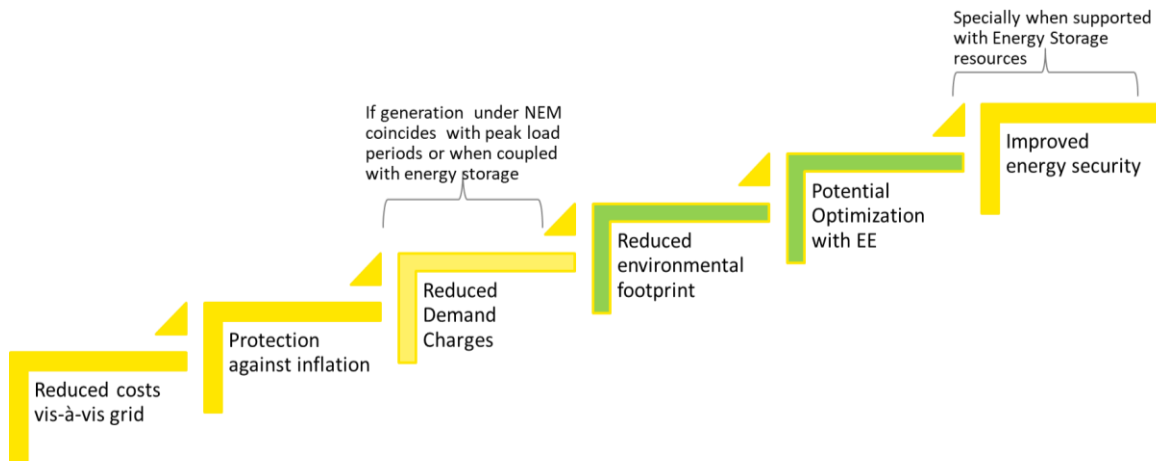 Specially when supported
with Energy Storage
resources
If generation under NEM
coincides with peak load
periods or when coupled
with energy storage
Improved
energy security
Potential
Optimization
with EE
Reduced
environmental
footprint
Reduced
Demand
Charges
Protection
against inflation
Reduced costs
vis-à-vis grid